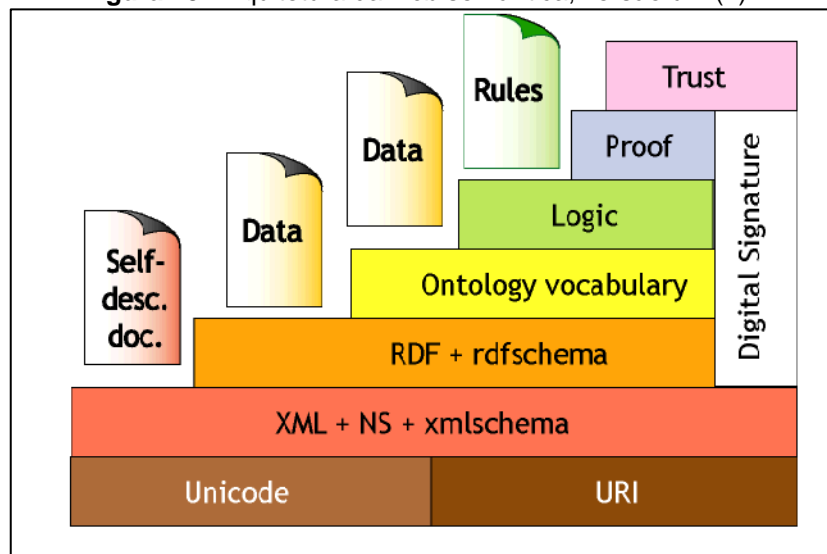 Rules
Trust
Data
Proof
Data
Logic
Digital Signature
Self-
desc.
doc.
Ontology vocabulary
RDF + rdfschema
XML + NS + xmlschema
Unicode
URI